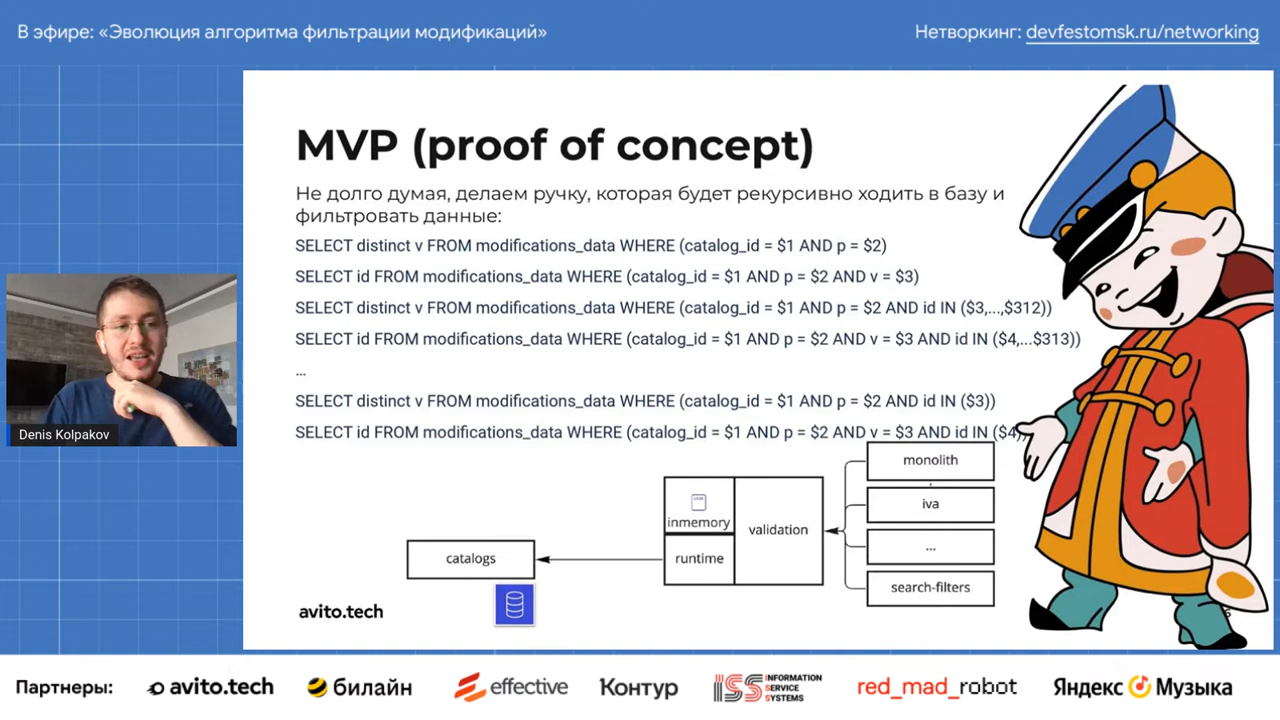 В эфире: «Эволюция алгоритма фильтрации модификаций»
Нетворкинг: devfestomsk.ru/networking
MVP (proof of concept)
Не долго думая, делаем ручку, которая будет рекурсивно ходить в базу и
фильтровать данные:
SELECT distinct v FROM modifications_data WHERE (catalog_id = $1 AND p = $2)
SELECT id FROM modifications_data WHERE (catalog_id = $1 AND p = $2 AND v = $3)
SELECT distinct v FROM modifications_data WHERE (catalog_id = $1 AND p = $2 AND id IN ($3,...,$312))
SELECT id FROM modifications_data WHERE (catalog_id = $1 AND p = $2 AND v = $3 AND id IN ($4,...$313))
...
SELECT distinct v FROM modifications_data WHERE (catalog_id = $1 AND p = $2 AND id IN ($3))
SELECT id FROM modifications_data WHERE (catalog_id = $1 AND p = $2 AND v = $3 AND id IN ($4)
monolith
iva
...
search-filters
inmemory
runtime
validation
catalogs
avito.tech
Denis Kolpakov
Партнеры:
avito.tech
билайн
effective
Контур
ISS INFORMATION
SERVICE
SYSTEMS
red_mad_robot
Яндекс Музыка